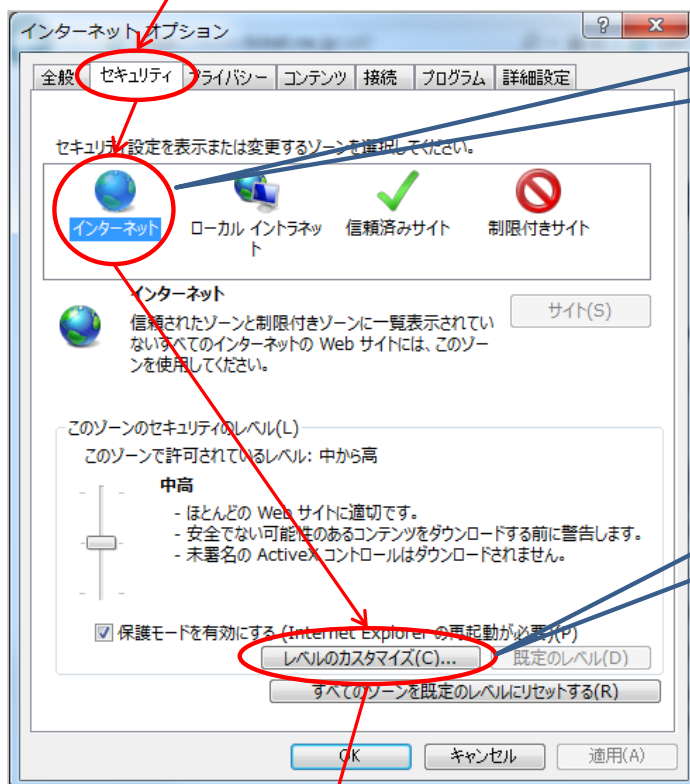 インターネット オプション
全般 セキュリティ プライバシー コンテンツ 接続 プログラム 詳細設定
セキュリティ設定を表示または変更するゾーンを選択してください。
インターネット ローカル イントラネッ 信頼済みサイト 制限付きサイト
ト
インターネット
サイト(S)
信頼されたゾーンと制限付きゾーンに一覧表示されてい
ないすべてのインターネットの Web サイトには、このゾー
ンを使用してください。
このゾーンのセキュリティのレベル(L)
このゾーンで許可されているレベル: 中から高
中高
- ほとんどの Web サイトに適切です。
- 安全でない可能性のあるコンテンツをダウンロードする前に警告します。
- 未署名の ActiveX コントロールはダウンロードされません。
保護モードを有効にする (Internet Explorer の再起動が必要)(P)
レベルのカスタマイズ(C)... 既定のレベル(D)
すべてのゾーンを既定のレベルにリセットする(R)
OK キャンセル 適用(A)